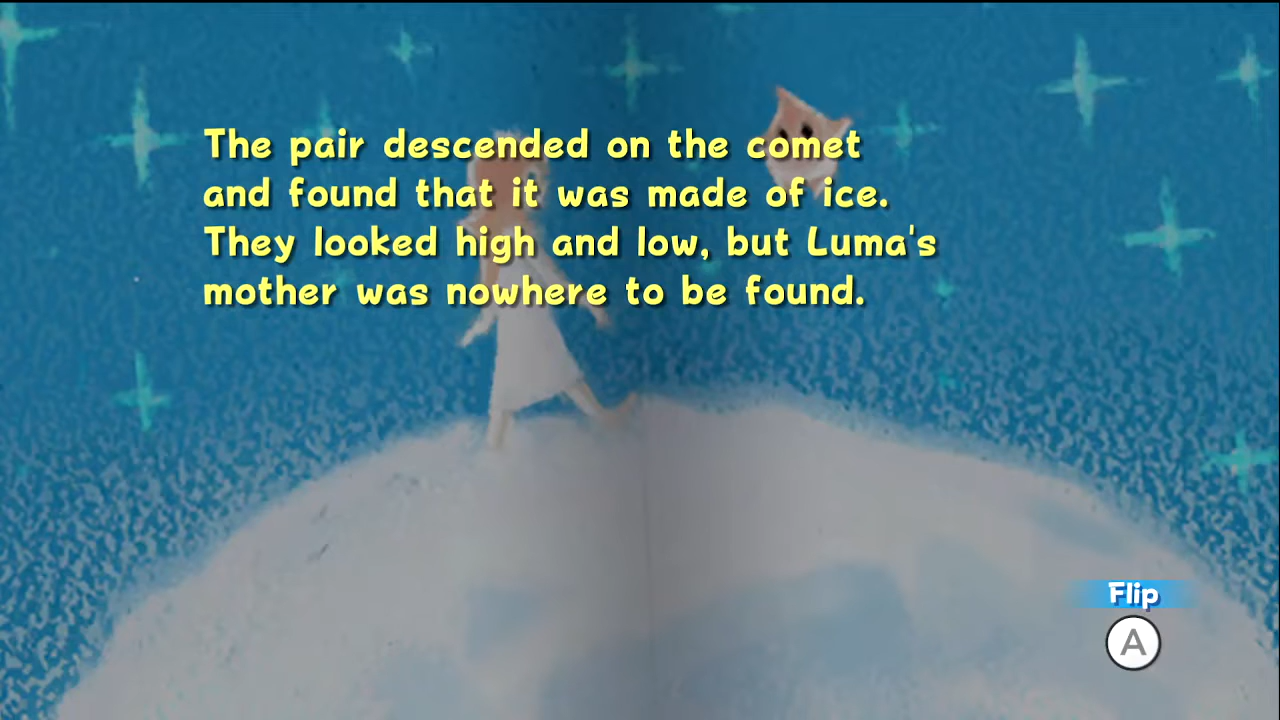 The pair descended on the comet
and found that it was made of ice.
They looked high and low, but Luma's
mother was nowhere to be found.
Flip
A